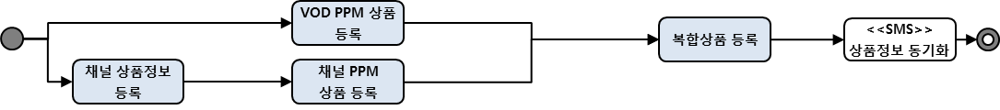 VOD PPM 상품
등록
채널 상품정보
등록
채널 PPM
상품 등록
복합상품 등록
<<SMS>>
상품정보 동기화